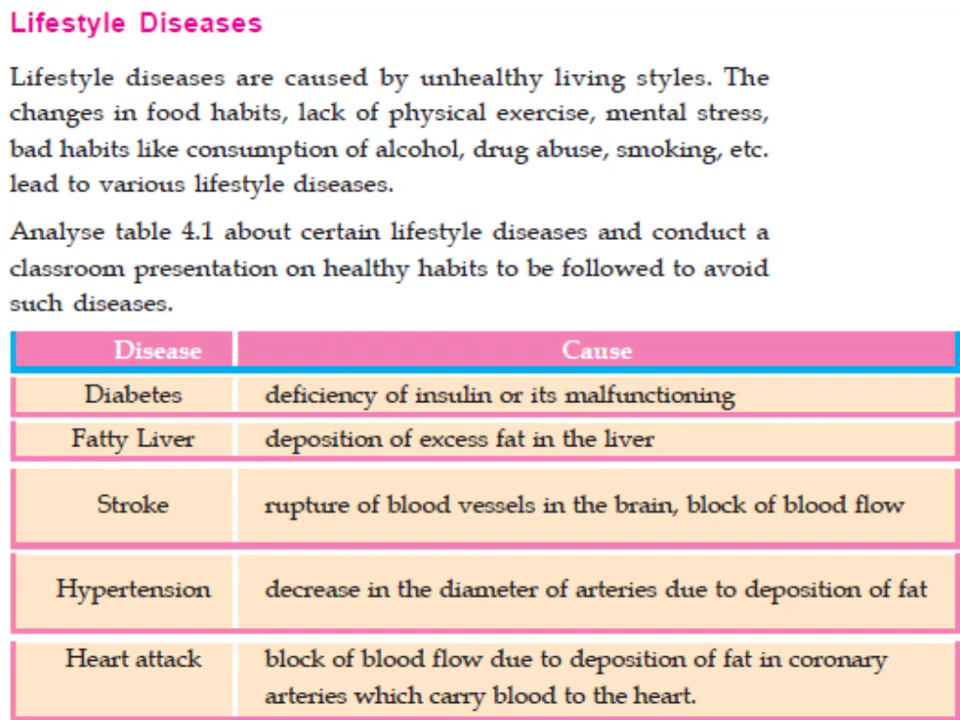 Lifestyle Diseases
Lifestyle diseases are caused by unhealthy living styles. The
changes in food habits, lack of physical exercise, mental stress,
bad habits like consumption of alcohol, drug abuse, smoking, etc.
lead to various lifestyle diseases.
Analyse table 4.1 about certain lifestyle diseases and conduct a
classroom presentation on healthy habits to be followed to avoid
such diseases.
Disease Cause
Diabetes deficiency of insulin or its malfunctioning
Fatty Liver deposition of excess fat in the liver
Stroke rupture of blood vessels in the brain, block of blood flow
Hypertension decrease in the diameter of arteries due to deposition of fat
Heart attack block of blood flow due to deposition of fat in coronary
arteries which carry blood to the heart.